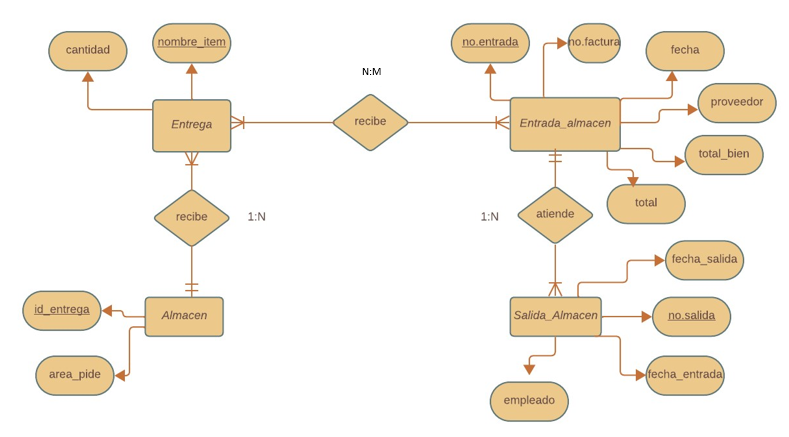 cantidad
nombre_item
no.entrada
no.factura
fecha
N:M
proveedor
Entrega
recibe
Entrada_almacen
total_bien
total
recibe
1:N
1:N
atiende
fecha_salida
id_entrega
Almacen
Salida_Almacen
no.salida
area_pide
fecha_entrada
empleado